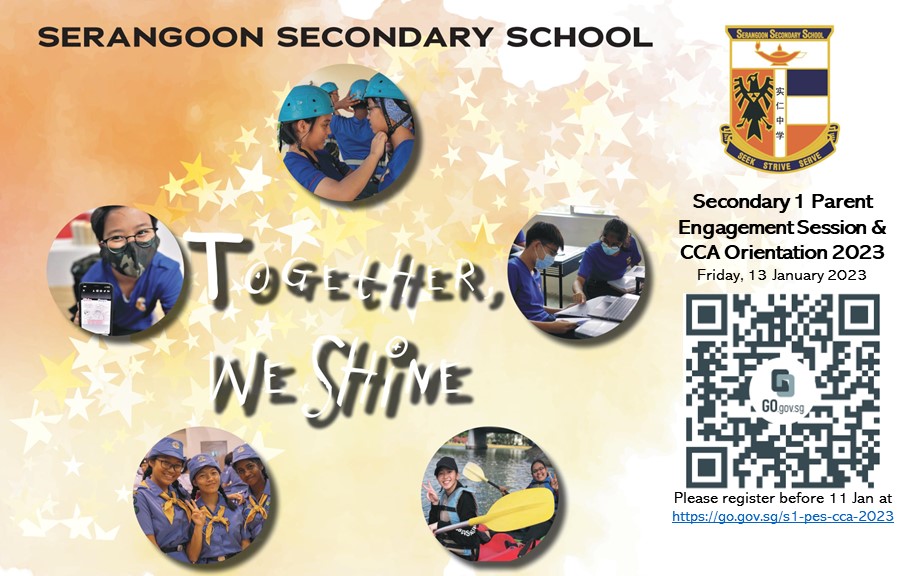 SERANGOON SECONDARY SCHOOL
SERANGOON SECONDARY SCHOOL
实仁中学
SEEK STRIVE SERVE
TOGETHER,
WE SHiNE
Secondary 1 Parent
Engagement Session &
CCA Orientation 2023
Friday, 13 January 2023
GOgov.sg
Please register before 11 Jan at
https://go.gov.sg/s1-pes-cca-2023